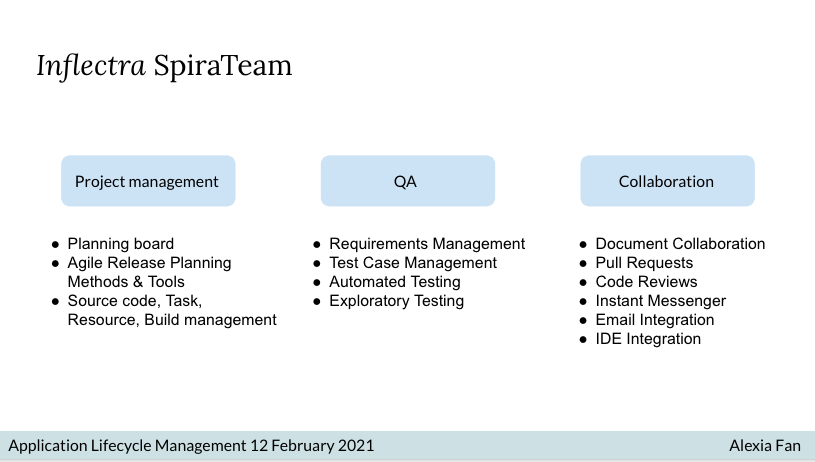 Inflectra SpiraTeam
Project management
● Planning board
● Agile Release Planning
Methods & Tools
● Source code, Task,
Resource, Build management
QA
● Requirements Management
● Test Case Management
● Automated Testing
● Exploratory Testing
Collaboration
● Document Collaboration
● Pull Requests
● Code Reviews
● Instant Messenger
● Email Integration
● IDE Integration
Application Lifecycle Management 12 February 2021
Alexia Fan